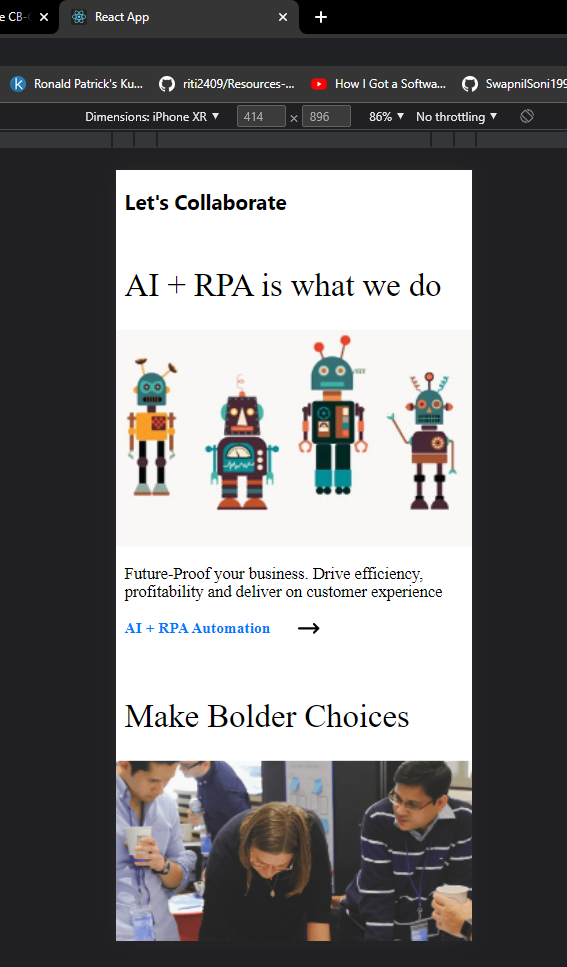 e CB-
React App
Ronald Patrick's Ku...
riti2409/Resources-...
How I Got a Softwa...
SwapnilSoni199
Dimensions: iPhone XR
414 × 896
86%
No throttling
Let's Collaborate
AI + RPA is what we do
Future-Proof your business. Drive efficiency,
profitability and deliver on customer experience
AI + RPA Automation
Make Bolder Choices